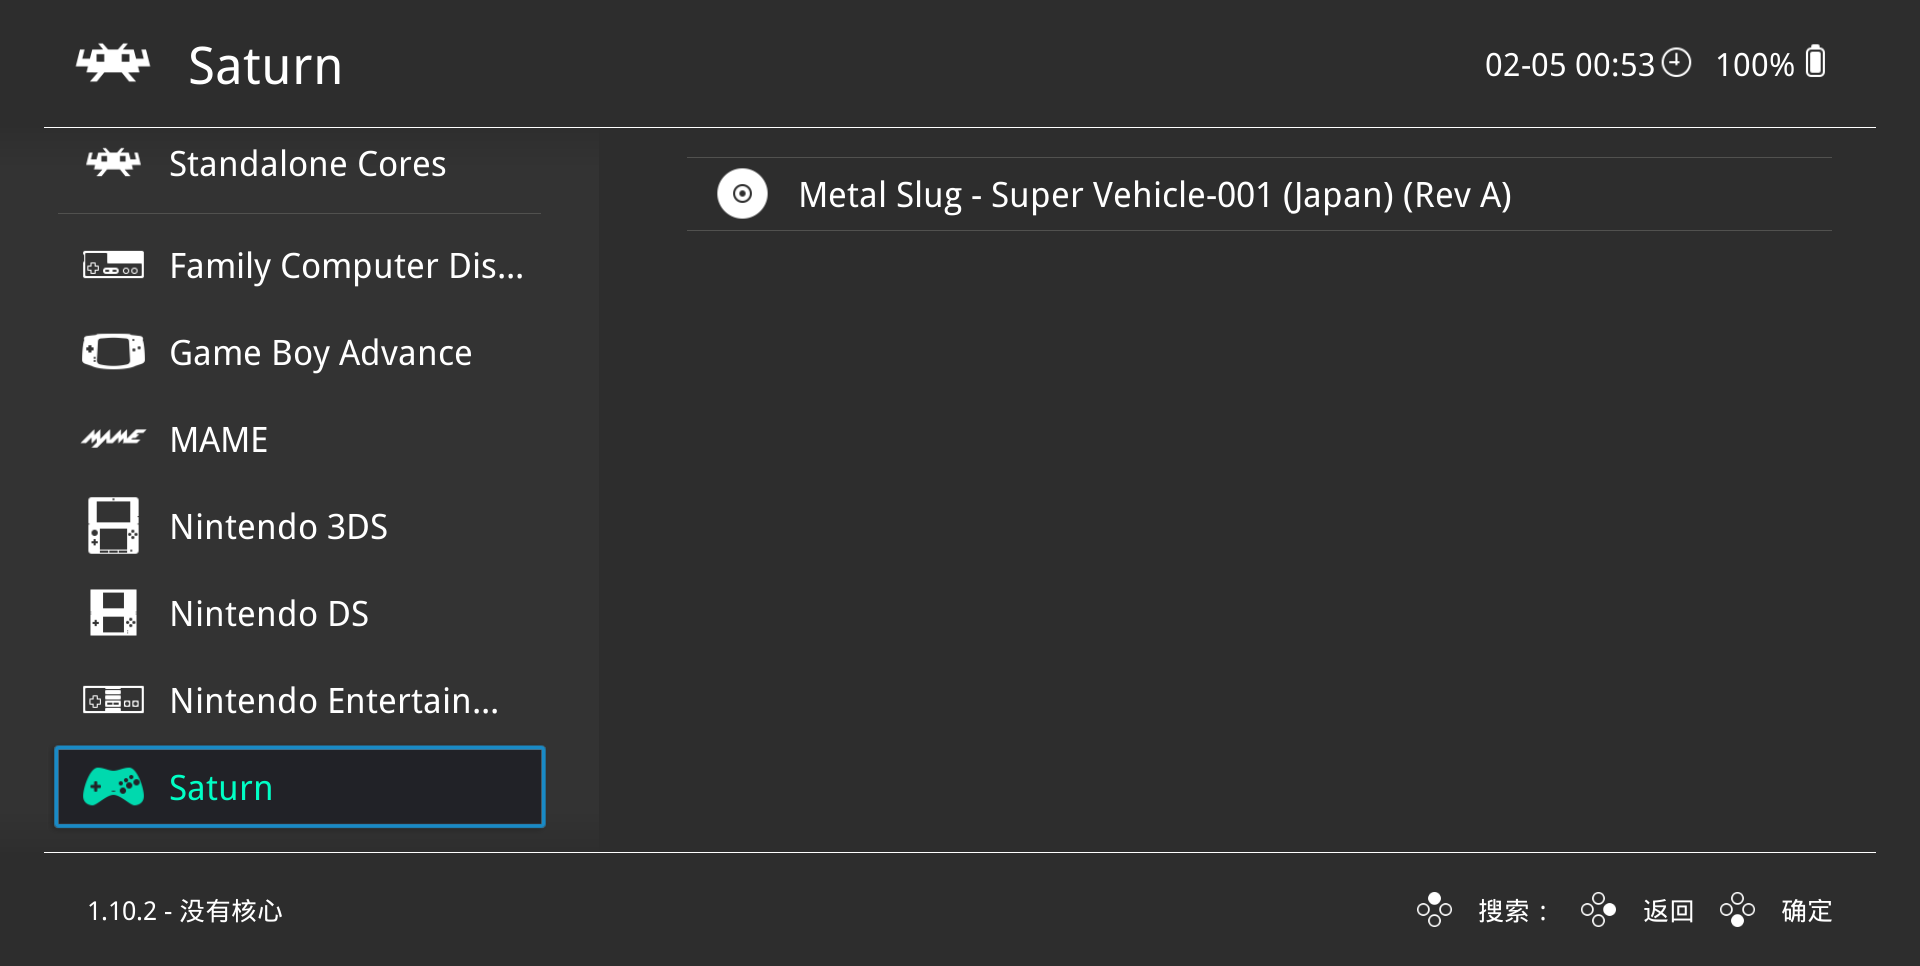 Saturn
02-05 00:53 100%
Standalone Cores
Family Computer Dis...
Game Boy Advance
MAME
MAME
Nintendo 3DS
Nintendo DS
Nintendo Entertain...
Saturn
Metal Slug - Super Vehicle-001 (Japan) (Rev A)
1.10.2 - 没有核心
搜索：
返回
确定